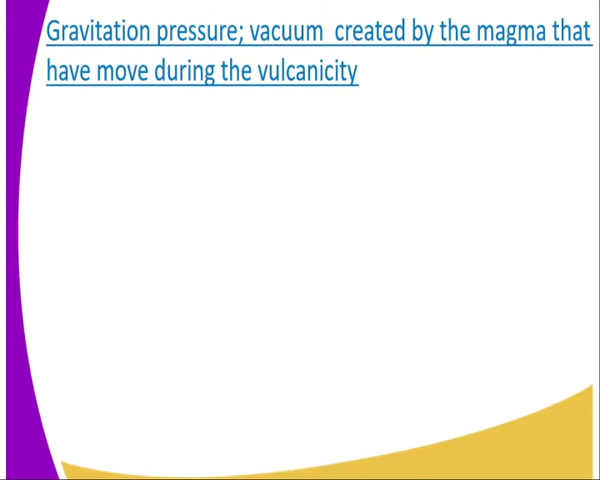 Gravitation pressure; vacuum  created by the magma that
have move during the vulcanicity